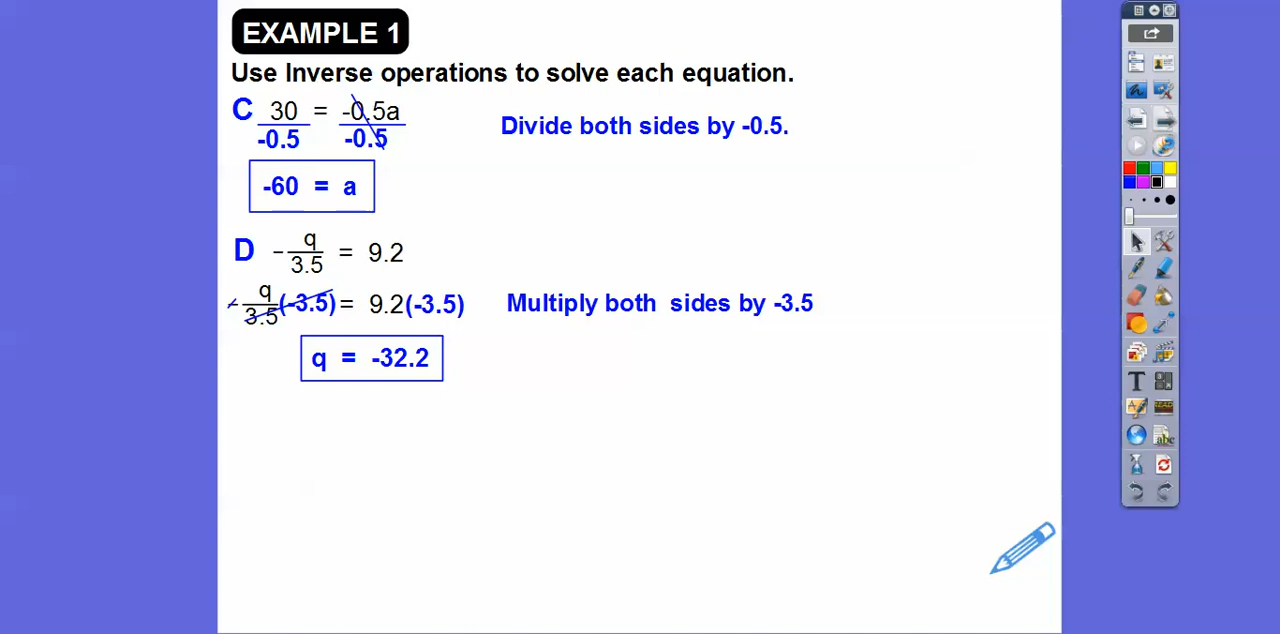 EXAMPLE 1
Use Inverse operations to solve each equation.
C 30 = -0.5a
-0.5 -0.5 Divide both sides by -0.5.
-60 = a
D - q/3.5 = 9.2
- q/3.5 (-3.5) = 9.2(-3.5) Multiply both sides by -3.5
q = -32.2